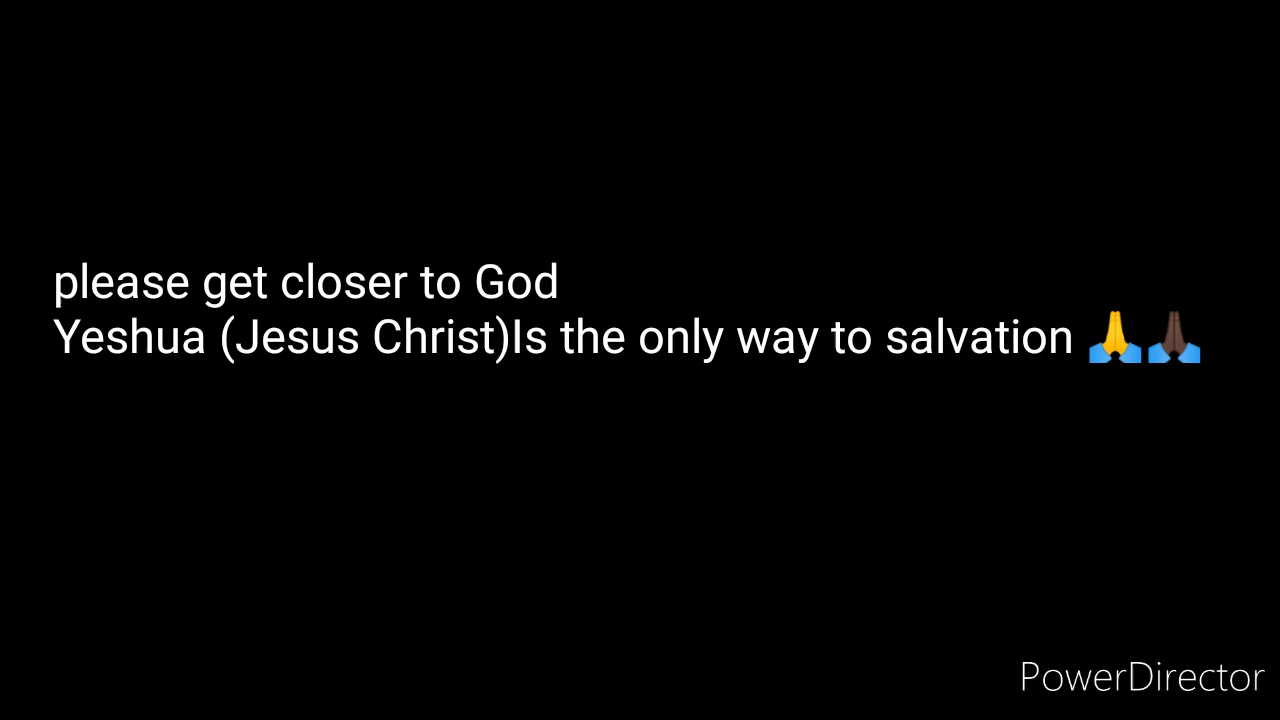 please get closer to God
Yeshua (Jesus Christ)Is the only way to salvation 🙏🙏🏿
PowerDirector